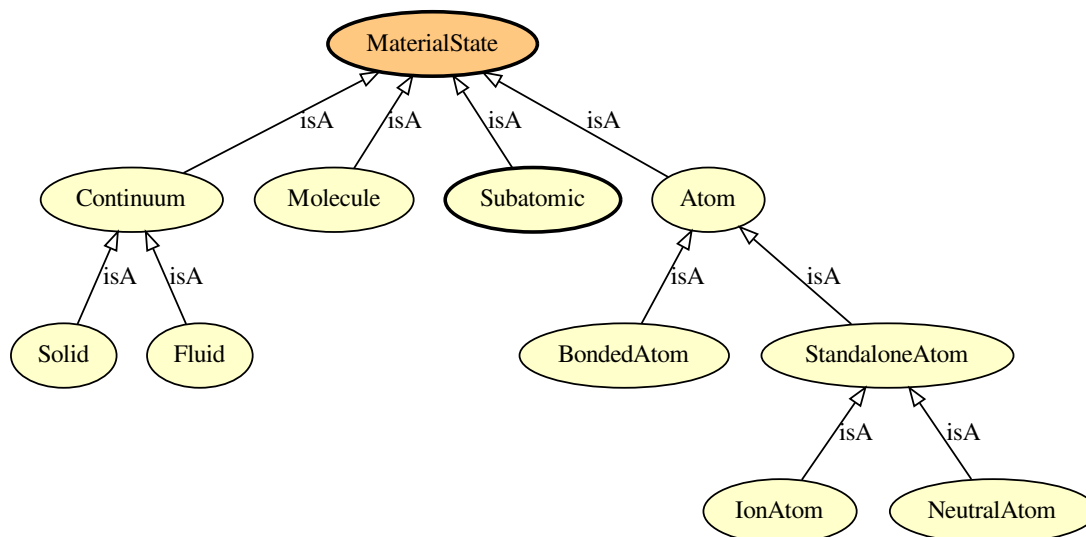 MaterialState
isA
isA
isA
isA
Continuum
Molecule
Subatomic
Atom
isA
isA
isA
isA
Solid
Fluid
BondedAtom
StandaloneAtom
isA
isA
IonAtom
NeutralAtom